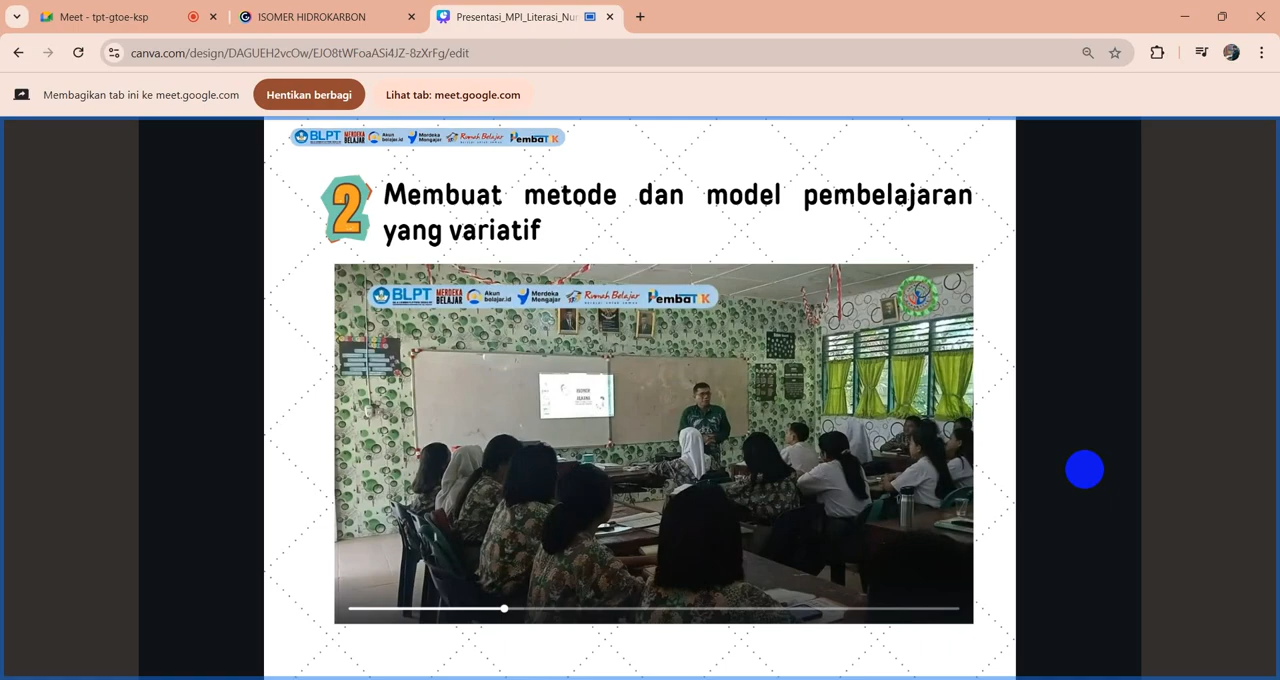 Meet - tpt-gtoe-ksp
ISOMER HIDROKARBON
Presentasi_MPI_Literasi_Nu
canva.com/design/DAGUEH2vcOw/EJO8tWFoaASi4JZ-8zXrFg/edit
Membagikan tab ini ke meet.google.com
Hentikan berbagi
Lihat tab: meet.google.com
BLPT MERDEKA BELAJAR Akun belajar.id Merdeka Mengajar Rumah Belajar PembaTIK
2 Membuat metode dan model pembelajaran
yang variatif
BLPT MERDEKA BELAJAR Akun belajar.id Merdeka Mengajar Rumah Belajar PembaTIK
ISOMER